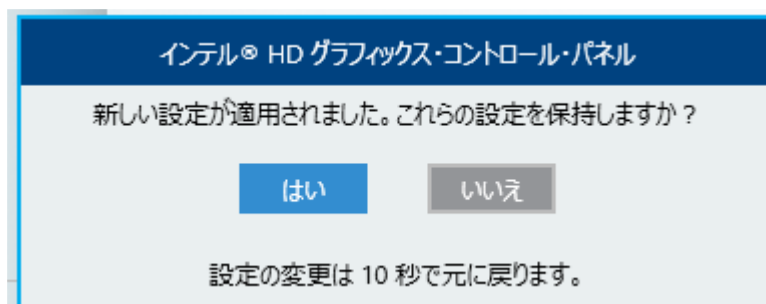 インテル® HD グラフィックス・コントロール・パネル
新しい設定が適用されました。これらの設定を保持しますか？
はい いいえ
設定の変更は 10 秒で元に戻ります。